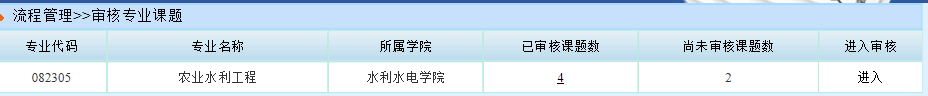 流程管理>>审核专业课题
专业代码 专业名称 所属学院 已审核课题数 尚未审核课题数 进入审核
082305 农业水利工程 水利水电学院 4 2 进入